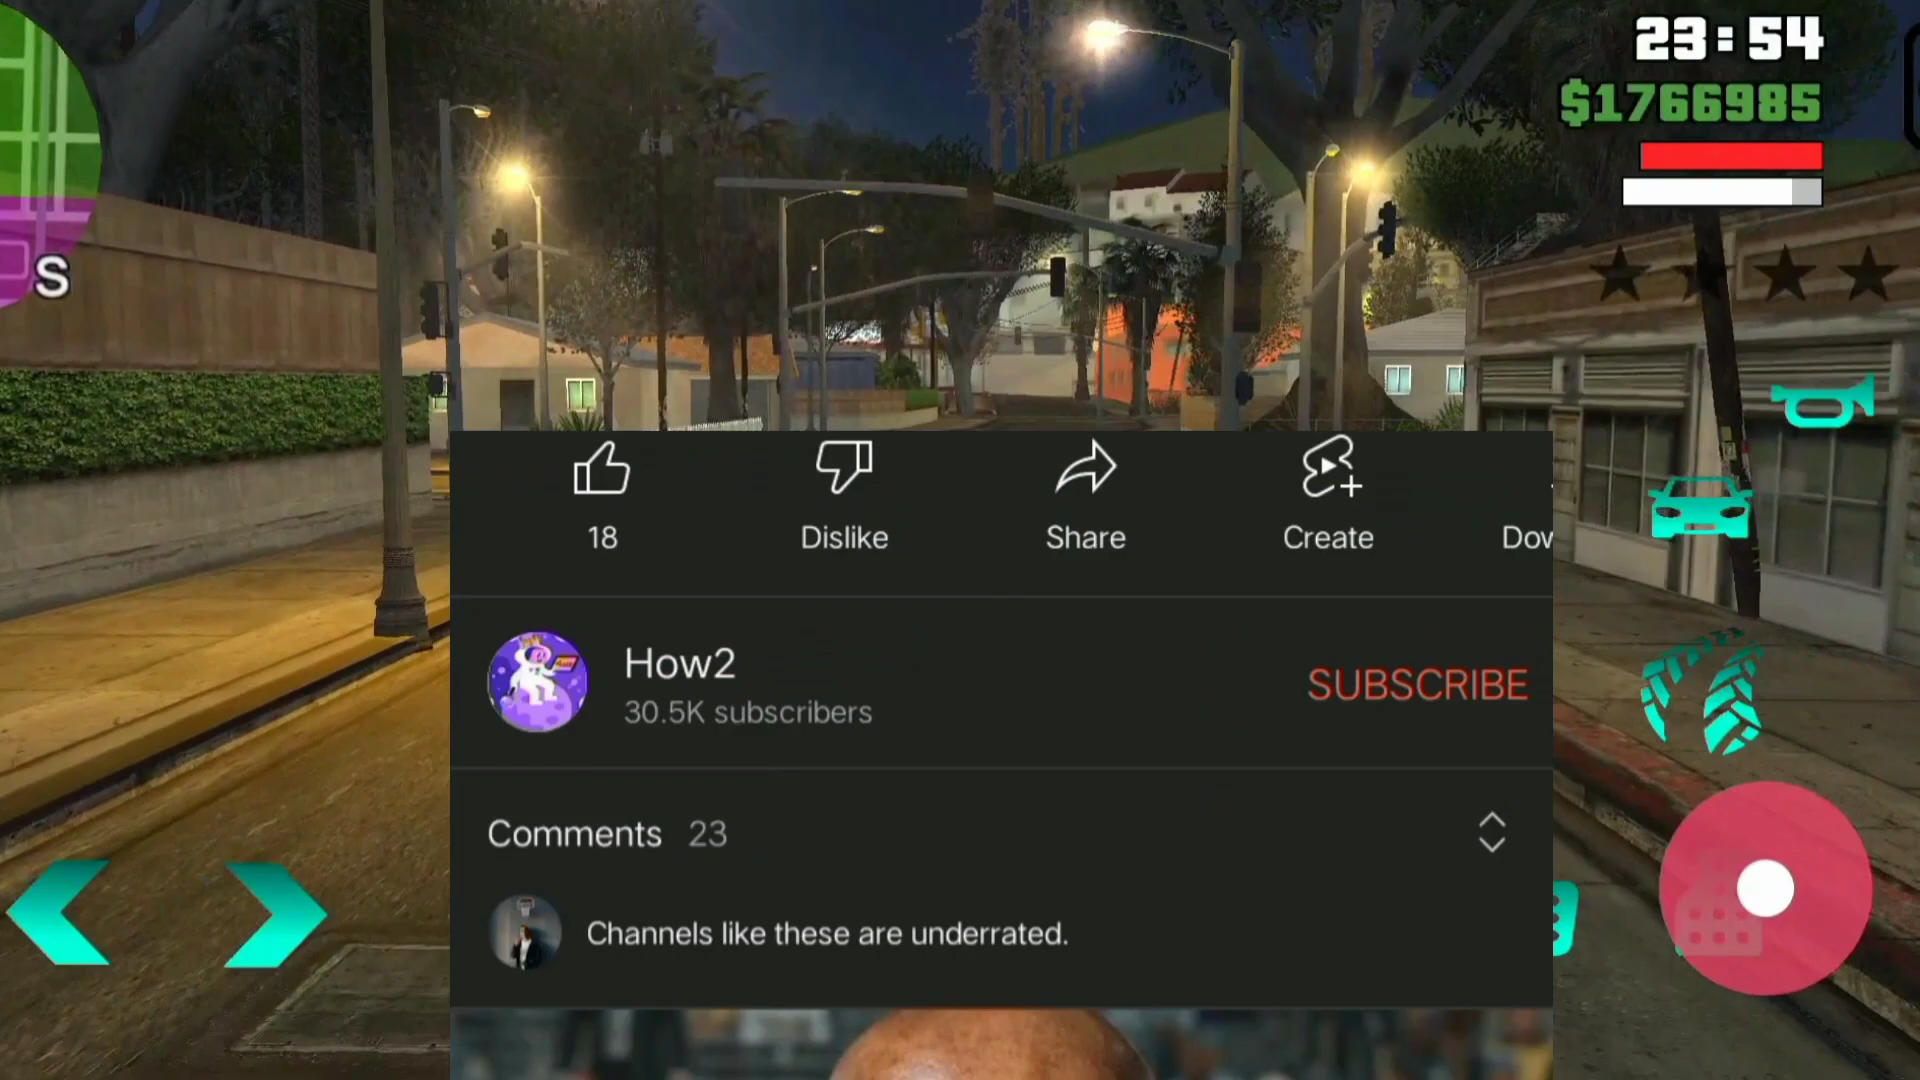 23:54
$1766985
S
18
Dislike
Share
Create
Dow
How2
30.5K subscribers
SUBSCRIBE
Comments 23
Channels like these are underrated.